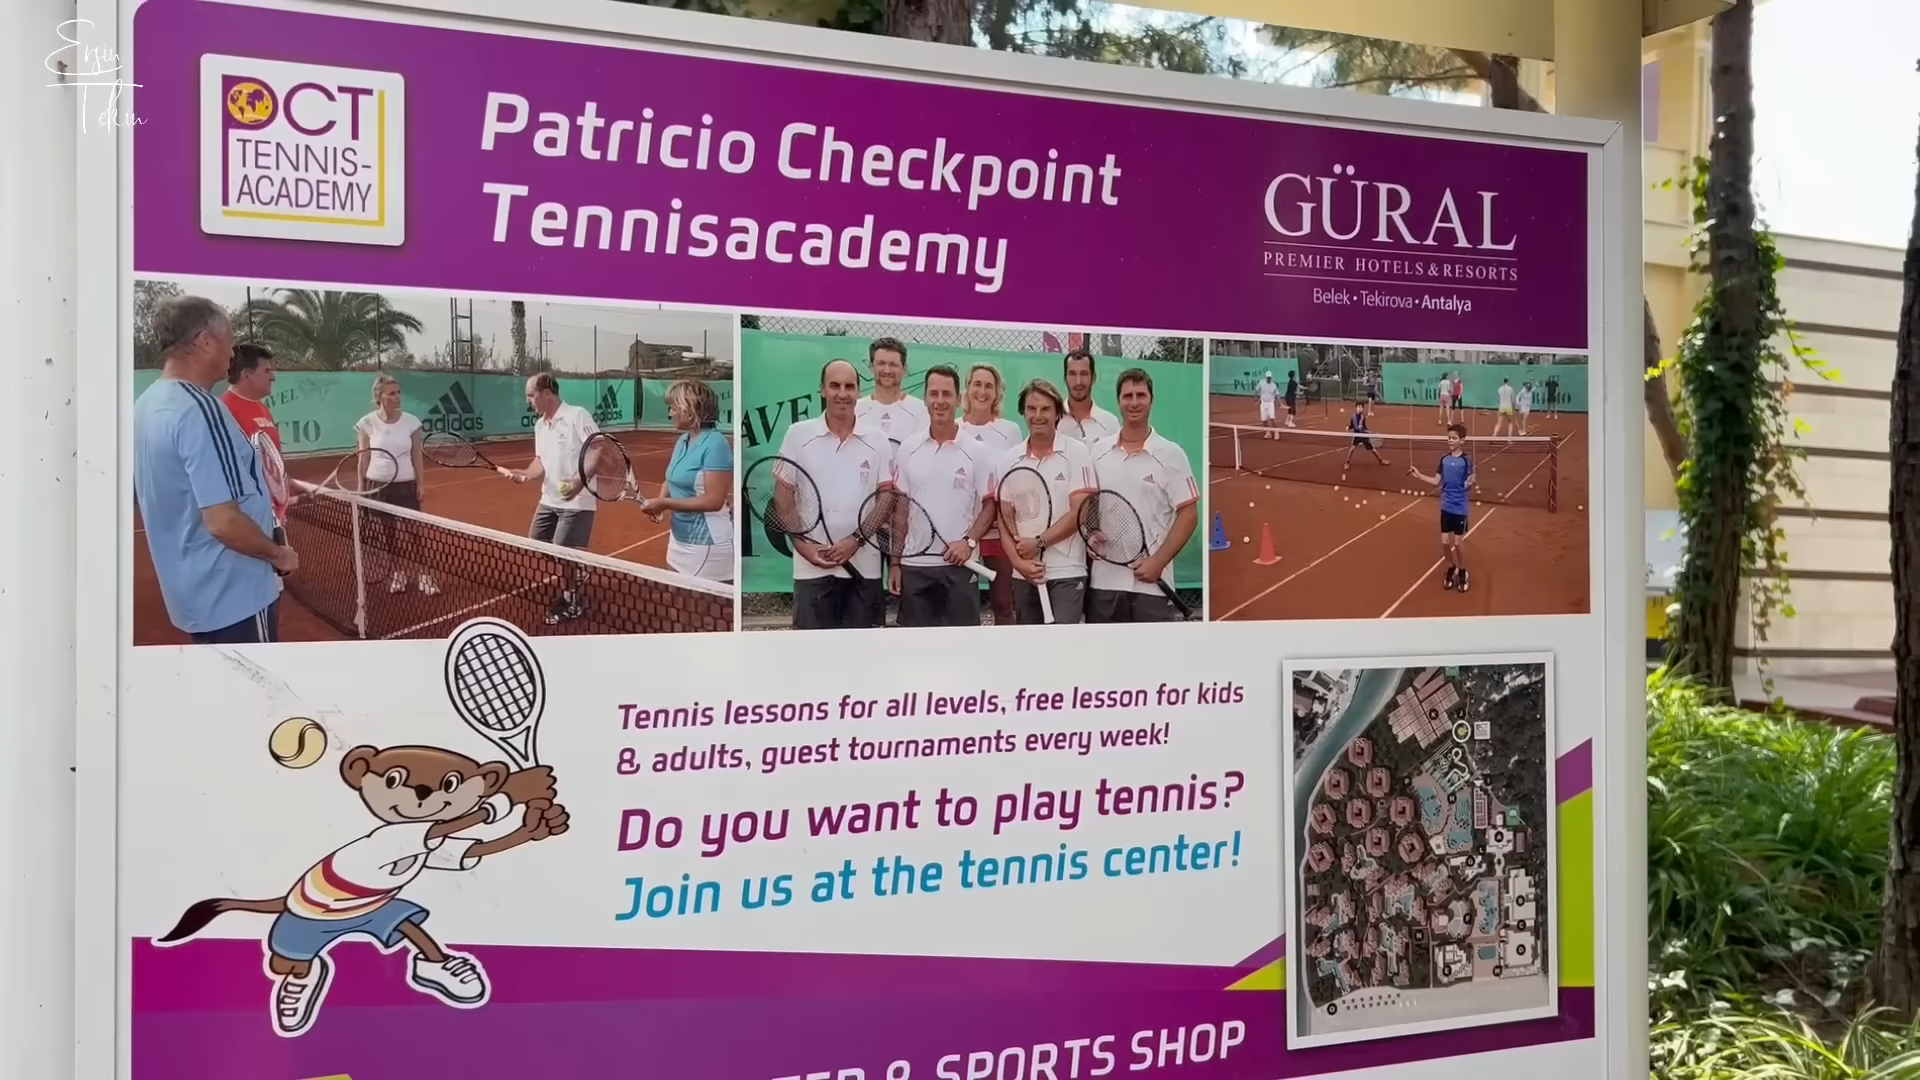 Ersin
Tekin
PCT
TENNIS-
ACADEMY
Patricio Checkpoint
Tennisacademy
GÜRAL
PREMIER HOTELS & RESORTS
Belek • Tekirova • Antalya
adidas
Tennis lessons for all levels, free lesson for kids
& adults, guest tournaments every week!
Do you want to play tennis?
Join us at the tennis center!
& SPORTS SHOP